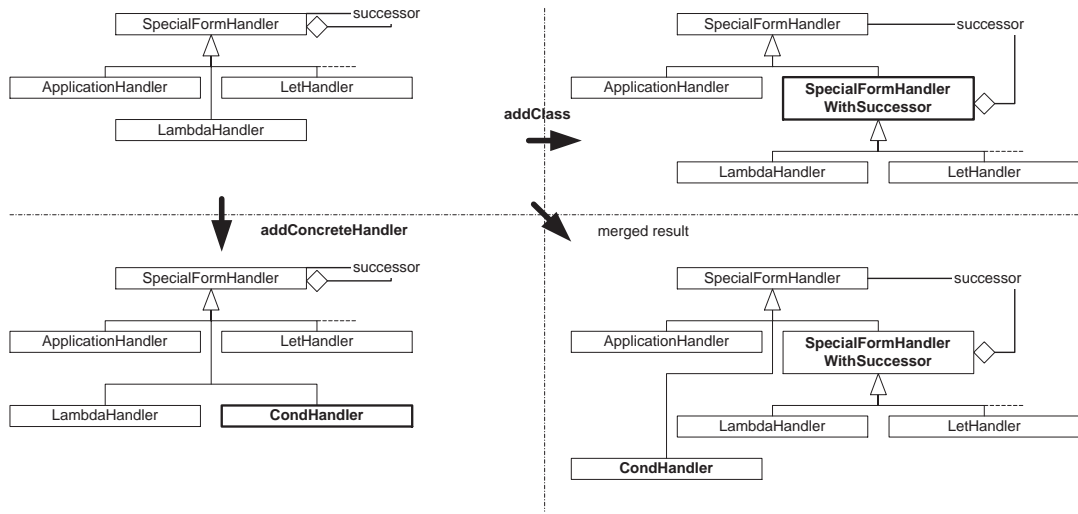 successor
SpecialFormHandler
ApplicationHandler
LetHandler
LambdaHandler
addClass
SpecialFormHandler
successor
ApplicationHandler
SpecialFormHandler
WithSuccessor
LambdaHandler
LetHandler
addConcreteHandler
merged result
successor
SpecialFormHandler
ApplicationHandler
LetHandler
LambdaHandler
CondHandler
SpecialFormHandler
successor
ApplicationHandler
SpecialFormHandler
WithSuccessor
LambdaHandler
LetHandler
CondHandler